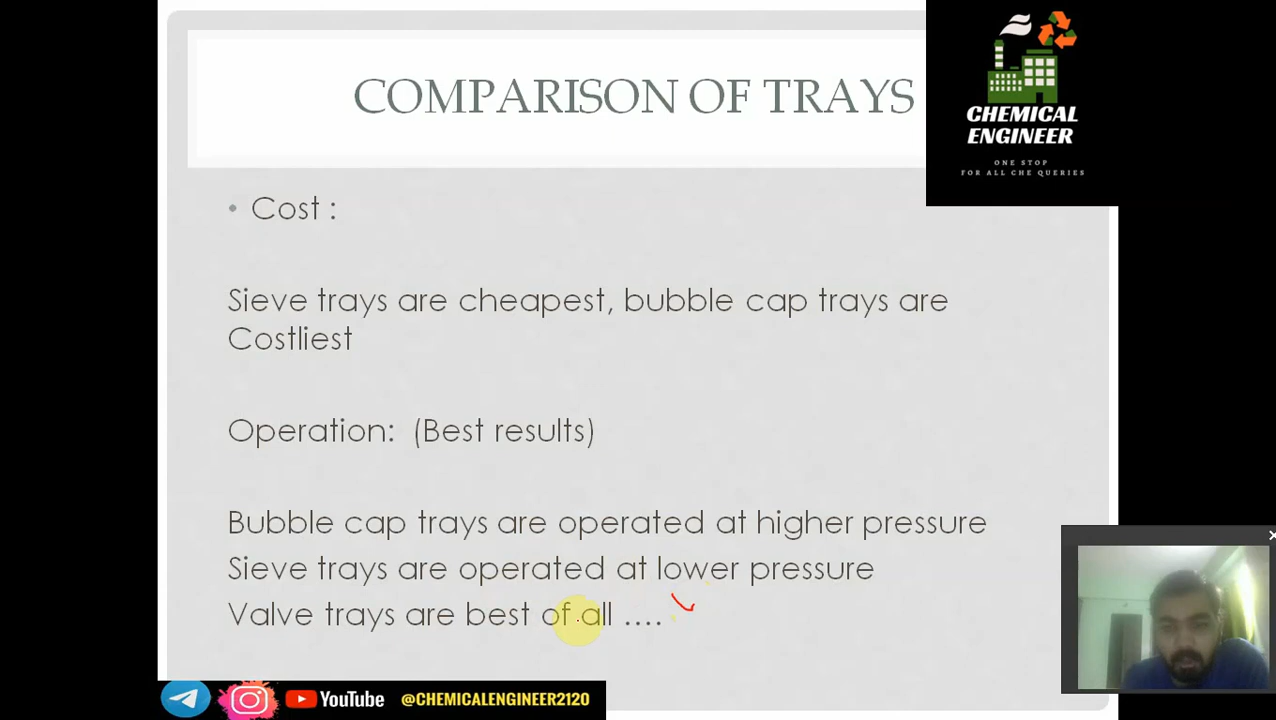 COMPARISON OF TRAYS
CHEMICAL
ENGINEER
ONE STOP
FOR ALL CHE QUERIES
• Cost :
Sieve trays are cheapest, bubble cap trays are
Costliest
Operation: (Best results)
Bubble cap trays are operated at higher pressure
Sieve trays are operated at lower pressure
Valve trays are best of all ....
YouTube
@CHEMICALENGINEER2120